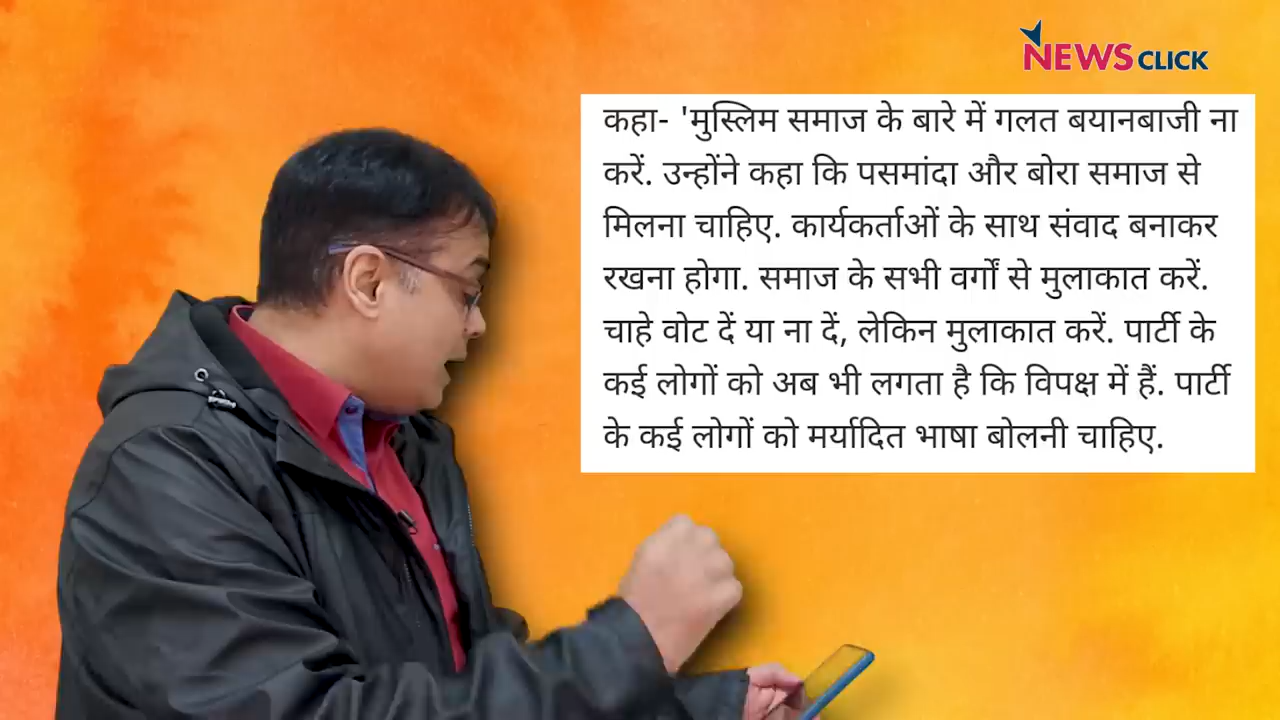 NEWS CLICK
कहा- 'मुस्लिम समाज के बारे में गलत बयानबाजी ना
करें. उन्होंने कहा कि पसमांदा और बोरा समाज से
मिलना चाहिए. कार्यकर्ताओं के साथ संवाद बनाकर
रखना होगा. समाज के सभी वर्गों से मुलाकात करें.
चाहे वोट दें या ना दें, लेकिन मुलाकात करें. पार्टी के
कई लोगों को अब भी लगता है कि विपक्ष में हैं. पार्टी
के कई लोगों को मर्यादित भाषा बोलनी चाहिए.